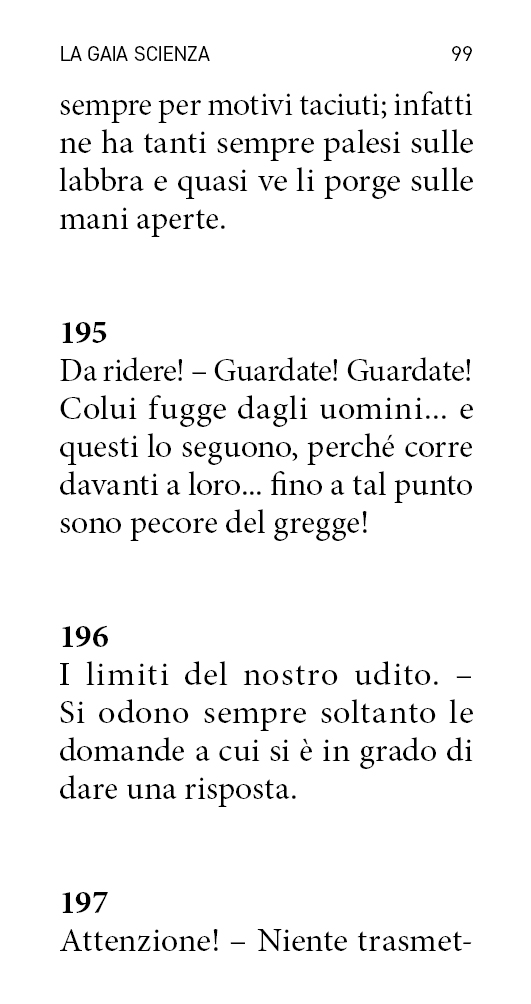 LA GAIA SCIENZA 99
sempre per motivi taciuti; infatti
ne ha tanti sempre palesi sulle
labbra e quasi ve li porge sulle
mani aperte.
195
Da ridere! – Guardate! Guardate!
Colui fugge dagli uomini... e
questi lo seguono, perché corre
davanti a loro... fino a tal punto
sono pecore del gregge!
196
I limiti del nostro udito. –
Si odono sempre soltanto le
domande a cui si è in grado di
dare una risposta.
197
Attenzione! – Niente trasmet-